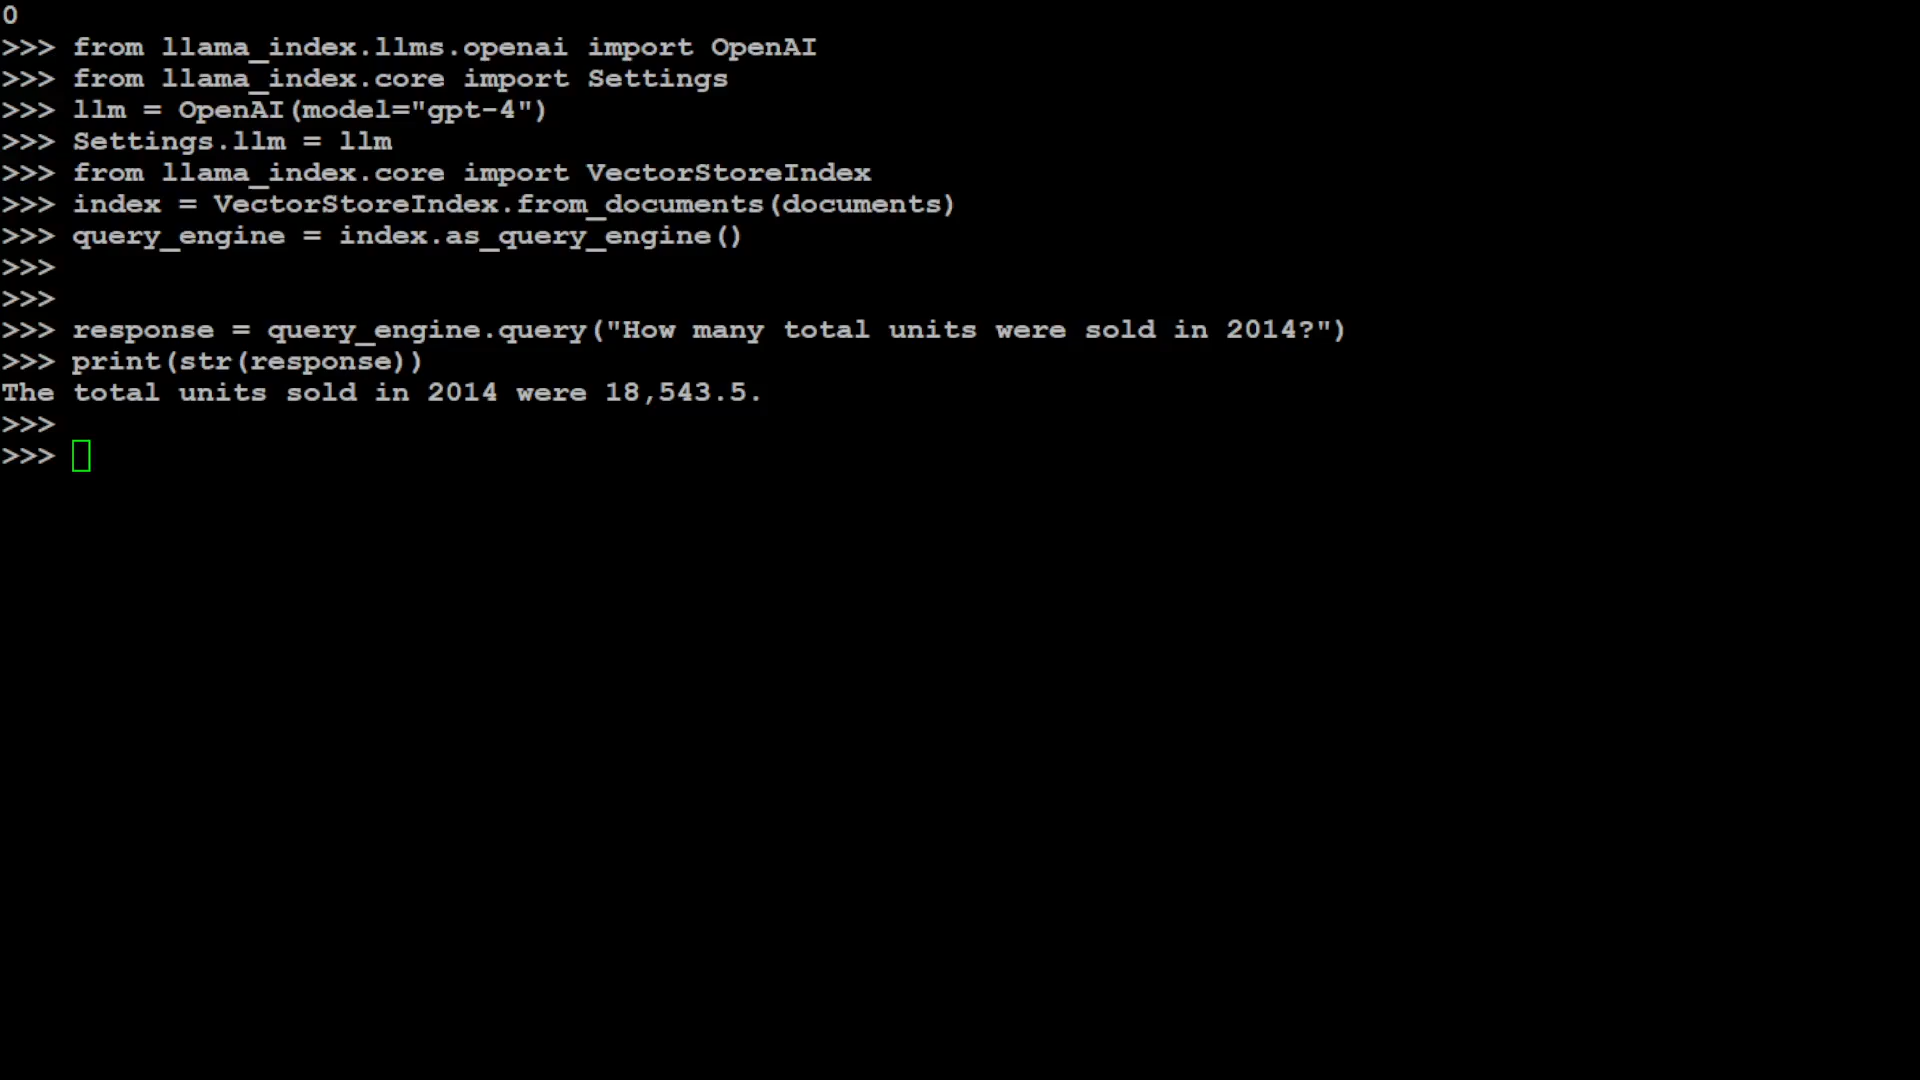 0
>>> from llama_index.llms.openai import OpenAI
>>> from llama_index.core import Settings
>>> llm = OpenAI(model="gpt-4")
>>> Settings.llm = llm
>>> from llama_index.core import VectorStoreIndex
>>> index = VectorStoreIndex.from_documents(documents)
>>> query_engine = index.as_query_engine()
>>>
>>>
>>> response = query_engine.query("How many total units were sold in 2014?")
>>> print(str(response))
The total units sold in 2014 were 18,543.5.
>>>
>>>